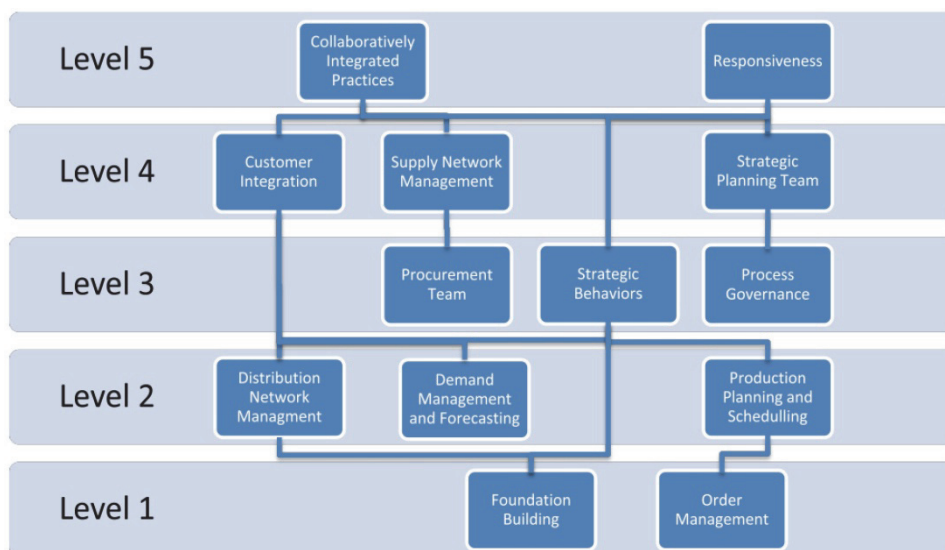 Level 5
Collaboratively
Integrated
Practices
Responsiveness
Level 4
Customer
Integration
Supply Network
Management
Strategic
Planning Team
Level 3
Procurement
Team
Strategic
Behaviors
Process
Governance
Level 2
Distribution
Network
Managment
Demand
Management
and Forecasting
Production
Planning and
Schedulling
Level 1
Foundation
Building
Order
Management